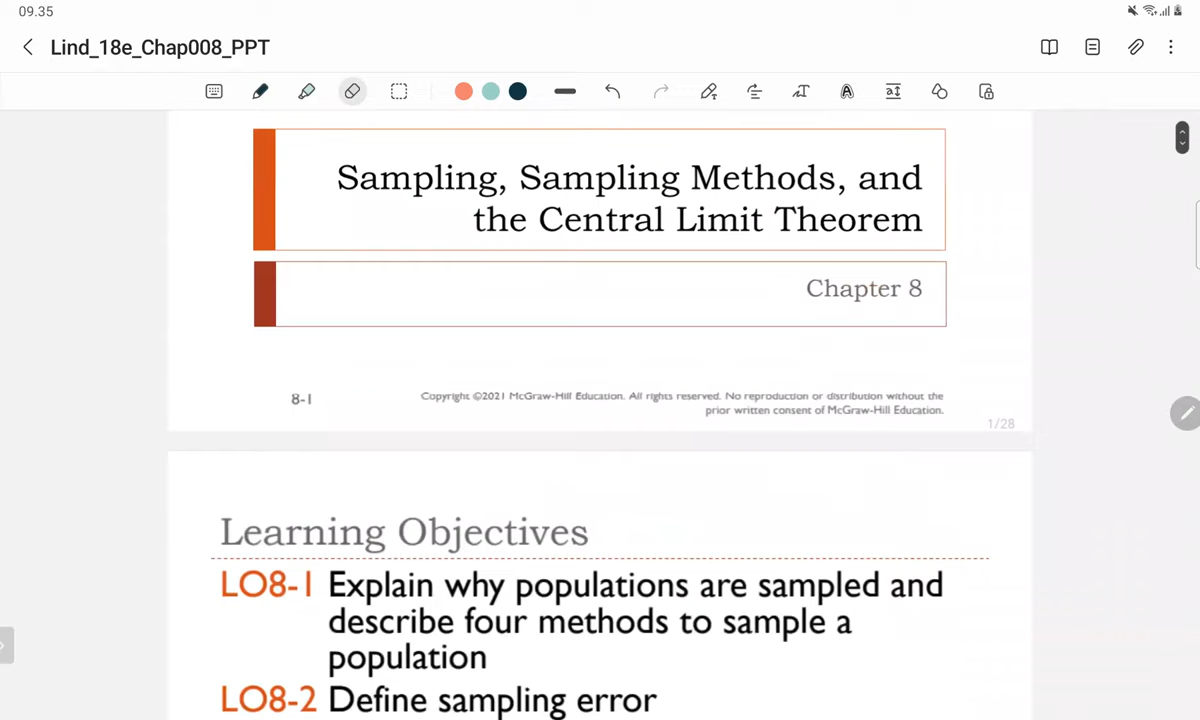 09.35
Lind_18e_Chap008_PPT
Sampling, Sampling Methods, and
the Central Limit Theorem
Chapter 8
8-1
Copyright ©2021 McGraw-Hill Education. All rights reserved. No reproduction or distribution without the
prior written consent of McGraw-Hill Education.
1/28
Learning Objectives
LO8-1 Explain why populations are sampled and
describe four methods to sample a
population
LO8-2 Define sampling error